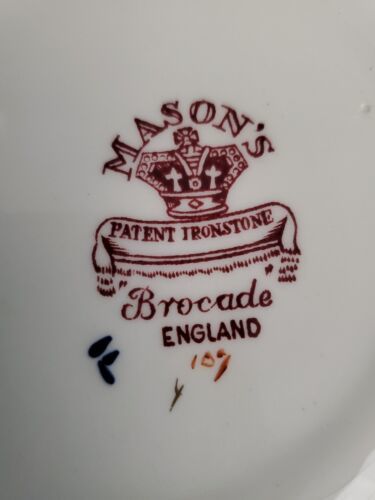 MASON'S
PATENT IRONSTONE
Brocade
ENGLAND